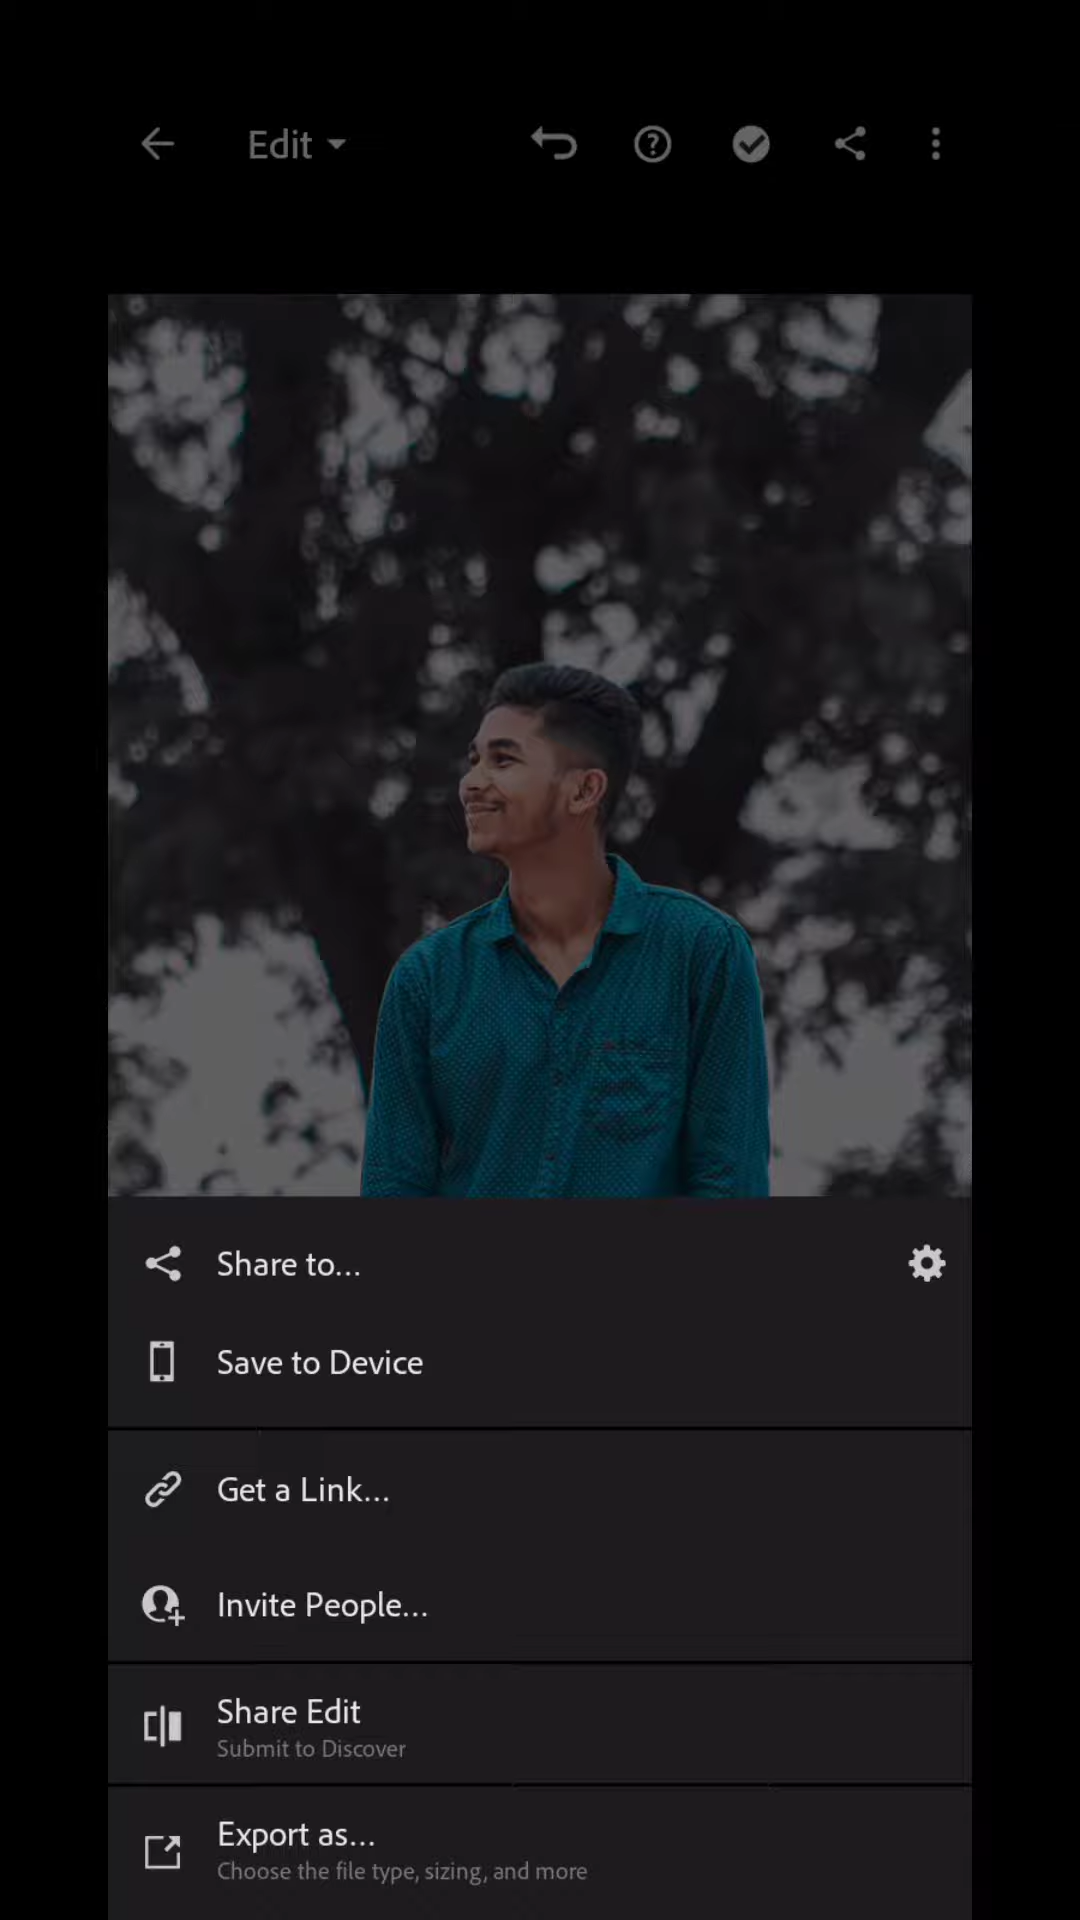 Edit
Share to...
Save to Device
Get a Link...
Invite People...
Share Edit
Submit to Discover
Export as...
Choose the file type, sizing, and more